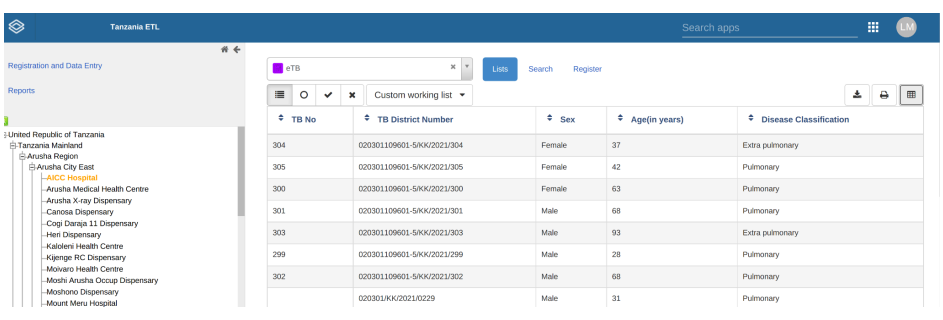 Tanzania ETL
Search apps
LM
Registration and Data Entry
Reports
United Republic of Tanzania
Tanzania Mainland
Arusha Region
Arusha City East
AICC Hospital
Arusha Medical Health Centre
Arusha X-ray Dispensary
Canosa Dispensary
Cogi Daraja 11 Dispensary
Heri Dispensary
Kaloleni Health Centre
Kijenge RC Dispensary
Moivaro Health Centre
Moshi Arusha Occup Dispensary
Moshono Dispensary
Mount Meru Hospital
eTB
Lists Search Register
Custom working list
TB No TB District Number Sex Age(in years) Disease Classification
304 020301109601-5/KK/2021/304 Female 37 Extra pulmonary
305 020301109601-5/KK/2021/305 Female 42 Pulmonary
300 020301109601-5/KK/2021/300 Female 63 Pulmonary
301 020301109601-5/KK/2021/301 Male 68 Pulmonary
303 020301109601-5/KK/2021/303 Male 93 Extra pulmonary
299 020301109601-5/KK/2021/299 Male 28 Pulmonary
302 020301109601-5/KK/2021/302 Male 68 Pulmonary
020301/KK/2021/0229 Male 31 Pulmonary